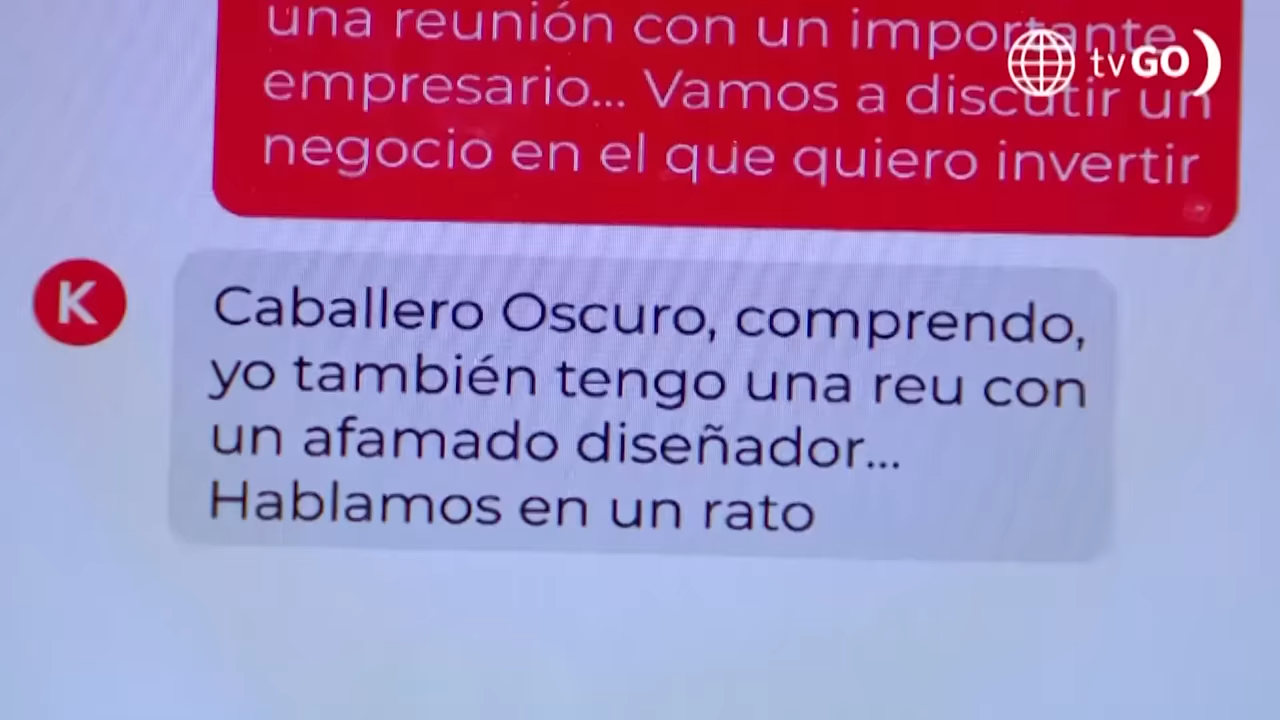 una reunión con un importante
empresario... Vamos a discutir un
negocio en el que quiero invertir
tvGO
K
Caballero Oscuro, comprendo,
yo también tengo una reu con
un afamado diseñador...
Hablamos en un rato